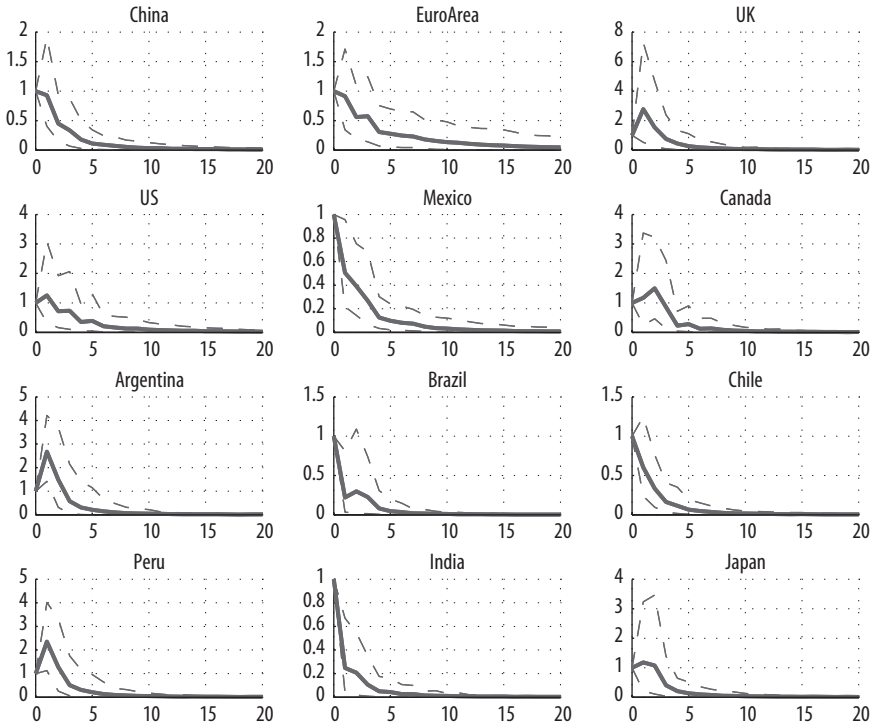 China EuroArea UK
2 2 8
1.5 1.5 6
1 1 4
0.5 0.5 2
0 0 0
0 5 10 15 20 0 5 10 15 20 0 5 10 15 20
US Mexico Canada
4 1 4
3 0.8 3
0.6
2 2
0.4
1 0.2 1
0 0 0
0 5 10 15 20 0 5 10 15 20 0 5 10 15 20
Argentina Brazil Chile
5 1.5 1.5
4
3 1 1
2
0.5 0.5
1
0 0 0
0 5 10 15 20 0 5 10 15 20 0 5 10 15 20
Peru India Japan
5 1 4
4 0.8 3
3 0.6
2
2 0.4
1 0.2 1
0 0 0
0 5 10 15 20 0 5 10 15 20 0 5 10 15 20